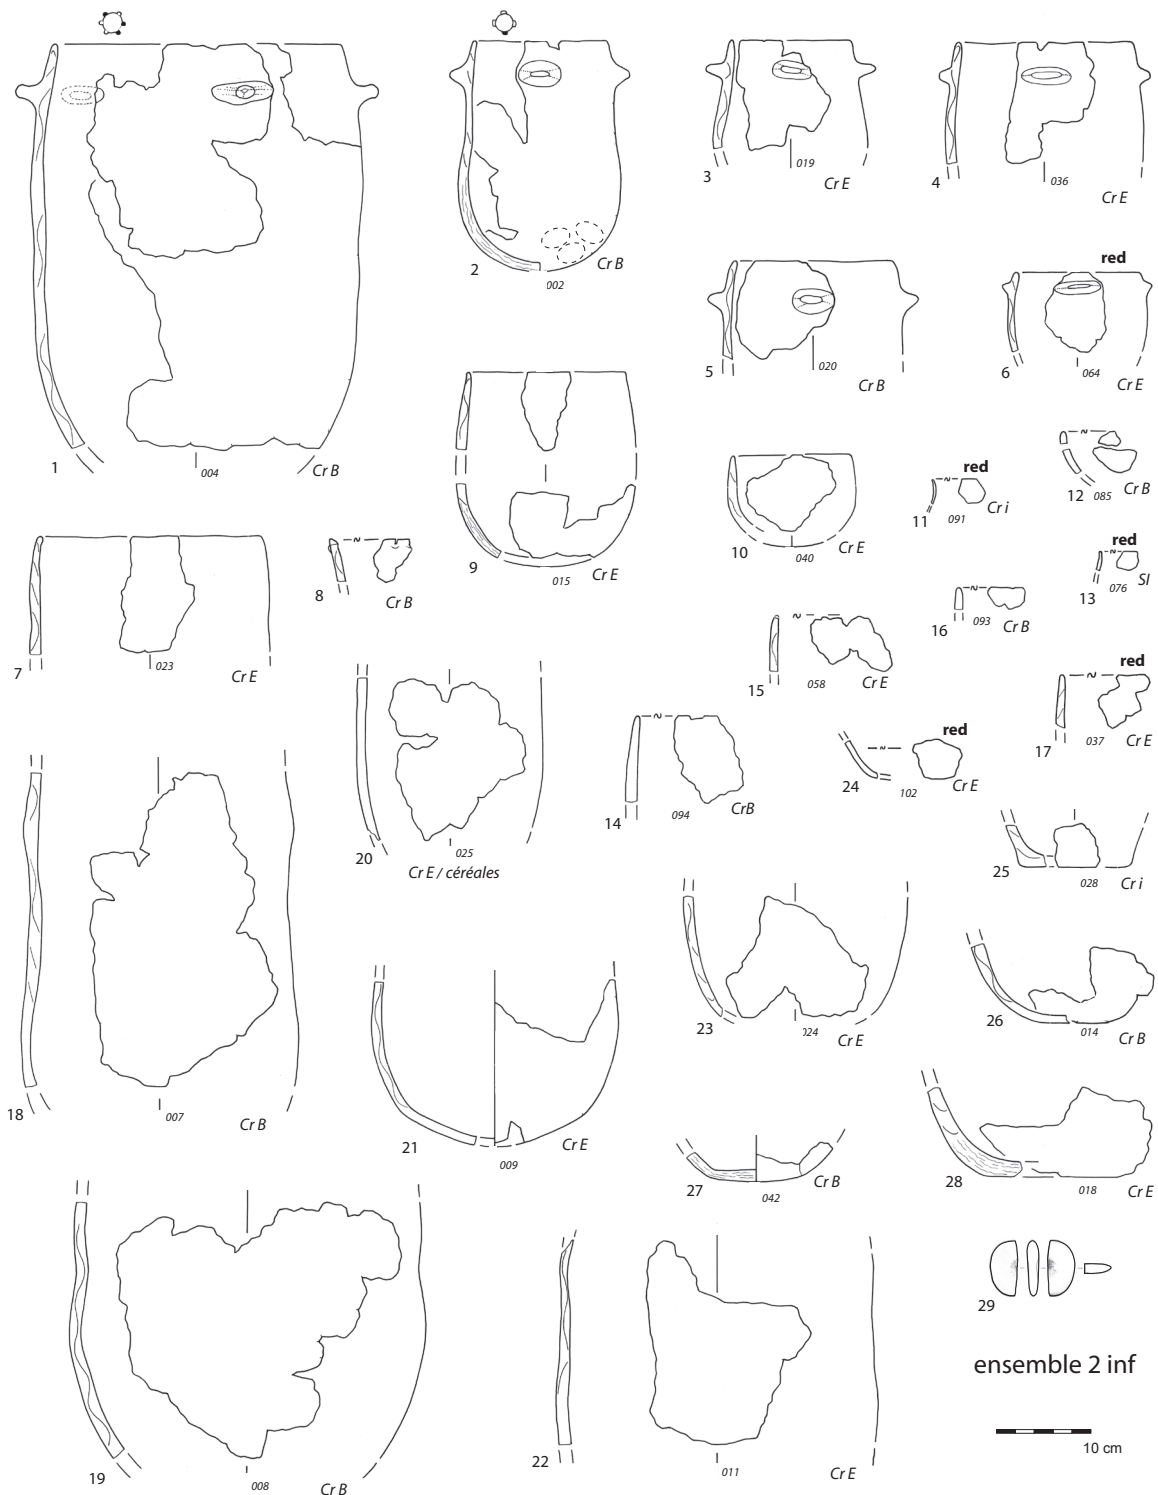 1
004
Cr B
2
002
Cr B
3
019
Cr E
4
036
Cr E
5
020
Cr B
red
6
064
Cr E
7
023
Cr E
8
Cr B
9
015
Cr E
10
040
Cr E
red
11
091
Cr i
12
085
Cr B
red
13
076
SI
16
093
Cr B
15
058
Cr E
red
17
037
Cr E
14
094
CrB
red
24
102
Cr E
20
025
Cr E / céréales
25
028
Cr i
18
007
Cr B
21
009
Cr E
23
024
Cr E
26
014
Cr B
27
042
Cr B
28
018
Cr E
19
008
Cr B
22
011
Cr E
29
ensemble 2 inf
10 cm